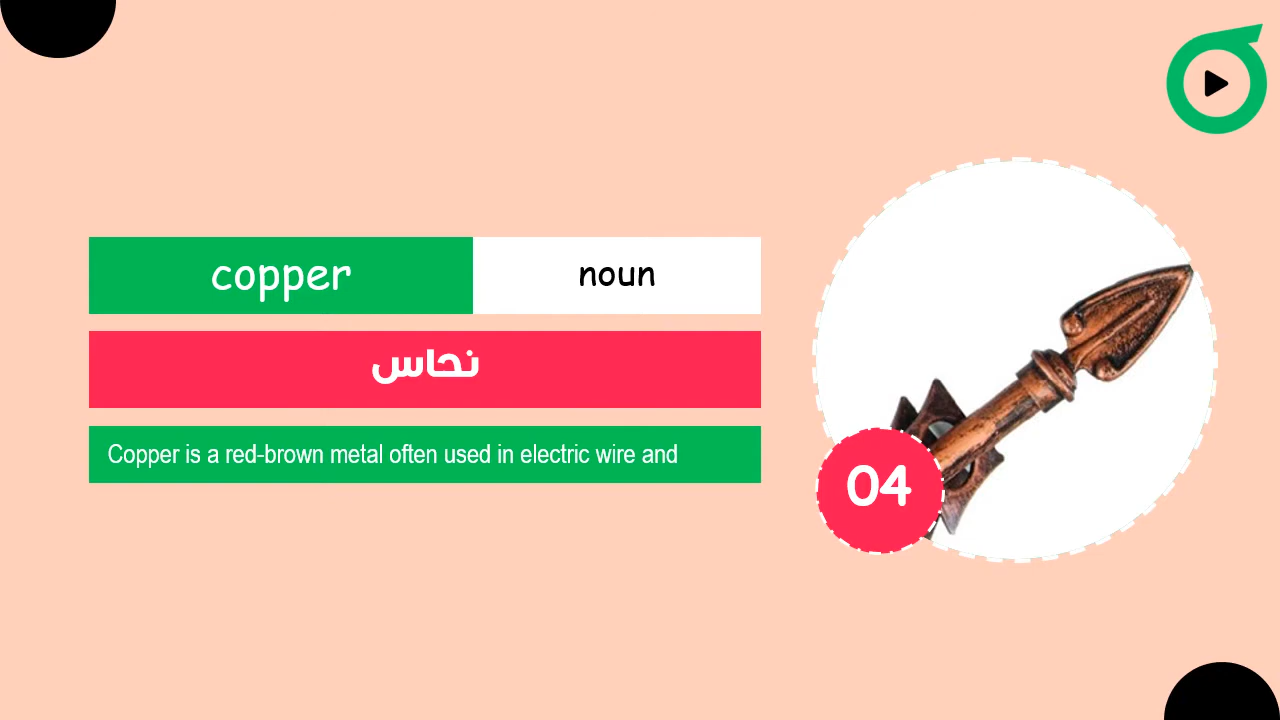 copper
noun
نحاس
Copper is a red-brown metal often used in electric wire and
04